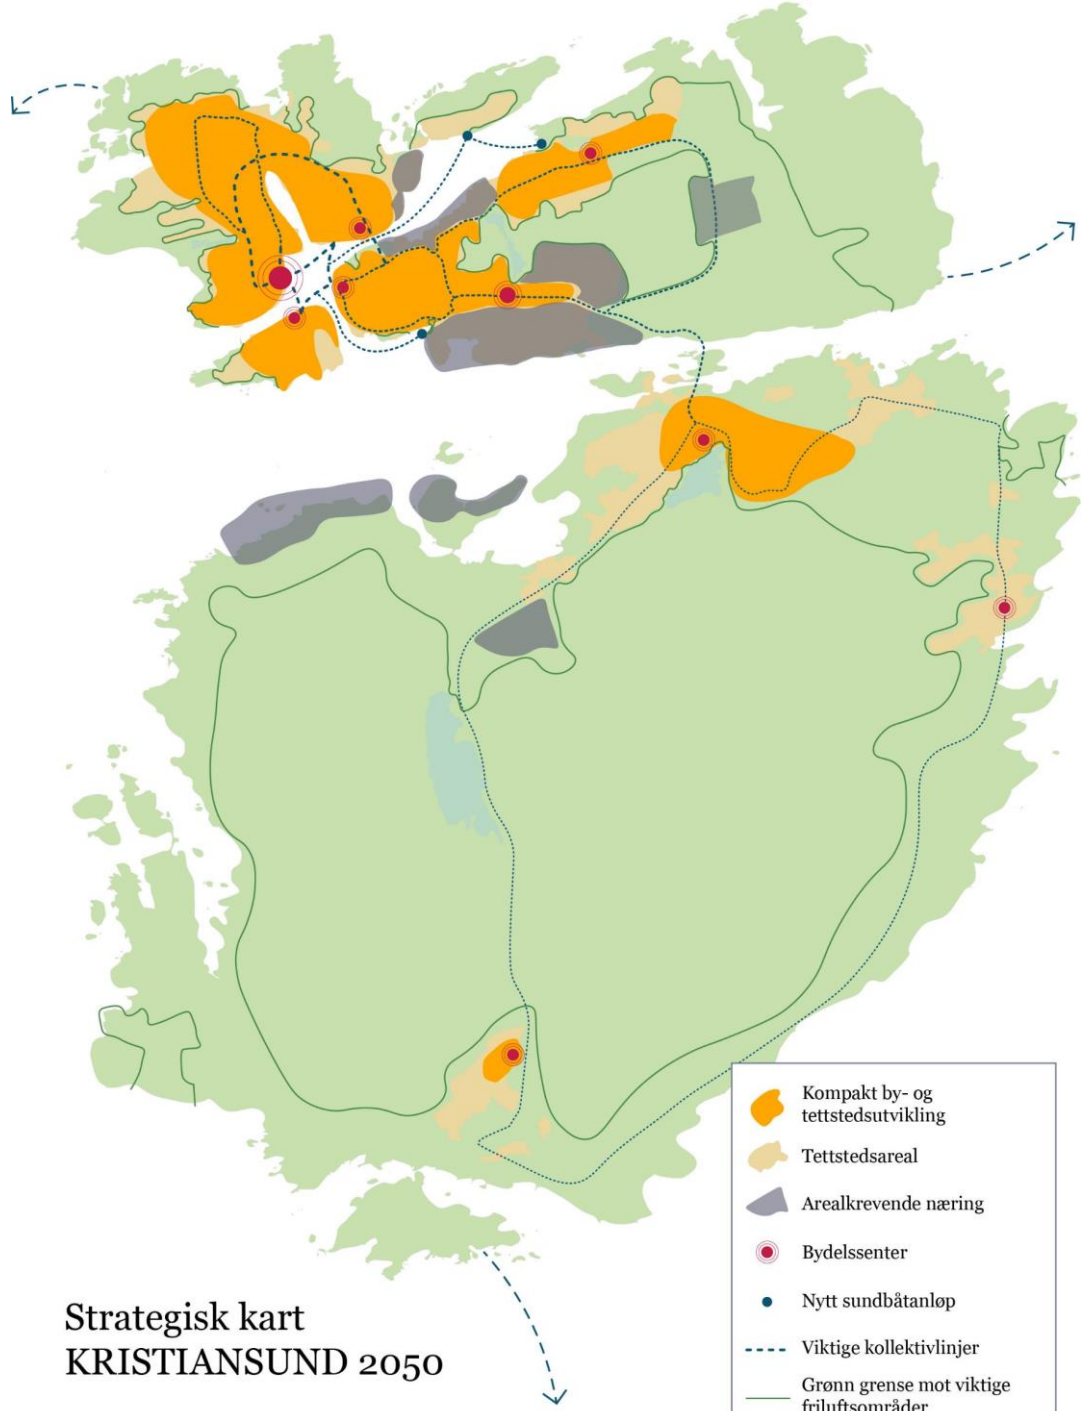 Kompakt by- og
tettstedsutvikling
Tettstedsareal
Arealkrevende næring
Bydelssenter
Nytt sundbåtanløp
Viktige kollektivlinjer
Grønn grense mot viktige
friluftsområder
Strategisk kart
KRISTIANSUND 2050